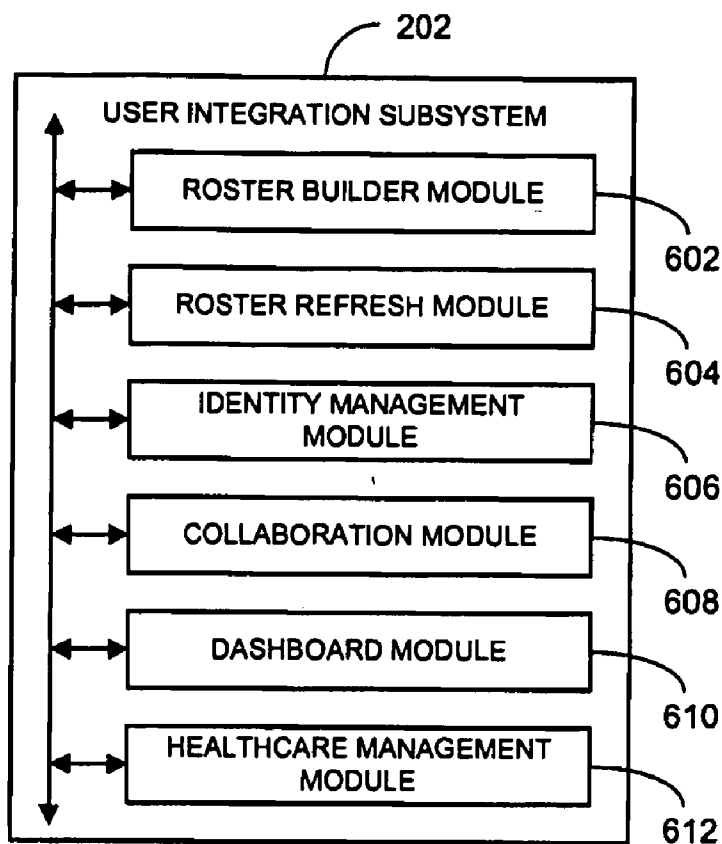 202
USER INTEGRATION SUBSYSTEM
ROSTER BUILDER MODULE
602
ROSTER REFRESH MODULE
604
IDENTITY MANAGEMENT
MODULE
606
COLLABORATION MODULE
608
DASHBOARD MODULE
610
HEALTHCARE MANAGEMENT
MODULE
612